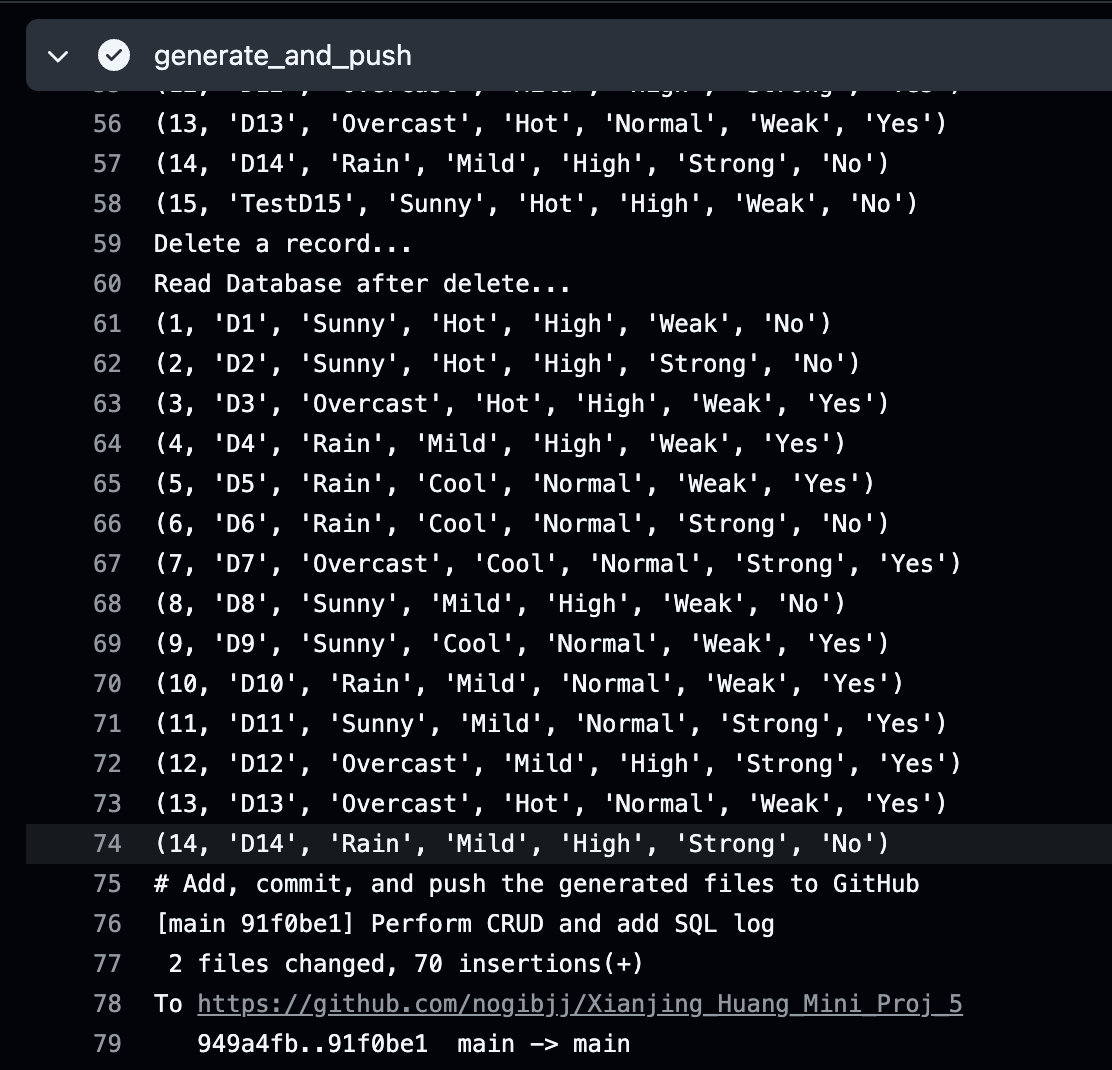 generate_and_push
56 (13, 'D13', 'Overcast', 'Hot', 'Normal', 'Weak', 'Yes')
57 (14, 'D14', 'Rain', 'Mild', 'High', 'Strong', 'No')
58 (15, 'TestD15', 'Sunny', 'Hot', 'High', 'Weak', 'No')
59 Delete a record...
60 Read Database after delete...
61 (1, 'D1', 'Sunny', 'Hot', 'High', 'Weak', 'No')
62 (2, 'D2', 'Sunny', 'Hot', 'High', 'Strong', 'No')
63 (3, 'D3', 'Overcast', 'Hot', 'High', 'Weak', 'Yes')
64 (4, 'D4', 'Rain', 'Mild', 'High', 'Weak', 'Yes')
65 (5, 'D5', 'Rain', 'Cool', 'Normal', 'Weak', 'Yes')
66 (6, 'D6', 'Rain', 'Cool', 'Normal', 'Strong', 'No')
67 (7, 'D7', 'Overcast', 'Cool', 'Normal', 'Strong', 'Yes')
68 (8, 'D8', 'Sunny', 'Mild', 'High', 'Weak', 'No')
69 (9, 'D9', 'Sunny', 'Cool', 'Normal', 'Weak', 'Yes')
70 (10, 'D10', 'Rain', 'Mild', 'Normal', 'Weak', 'Yes')
71 (11, 'D11', 'Sunny', 'Mild', 'Normal', 'Strong', 'Yes')
72 (12, 'D12', 'Overcast', 'Mild', 'High', 'Strong', 'Yes')
73 (13, 'D13', 'Overcast', 'Hot', 'Normal', 'Weak', 'Yes')
74 (14, 'D14', 'Rain', 'Mild', 'High', 'Strong', 'No')
75 # Add, commit, and push the generated files to GitHub
76 [main 91f0be1] Perform CRUD and add SQL log
77 2 files changed, 70 insertions(+)
78 To https://github.com/nogibjj/Xianjing_Huang_Mini_Proj_5
79 949a4fb..91f0be1 main -> main